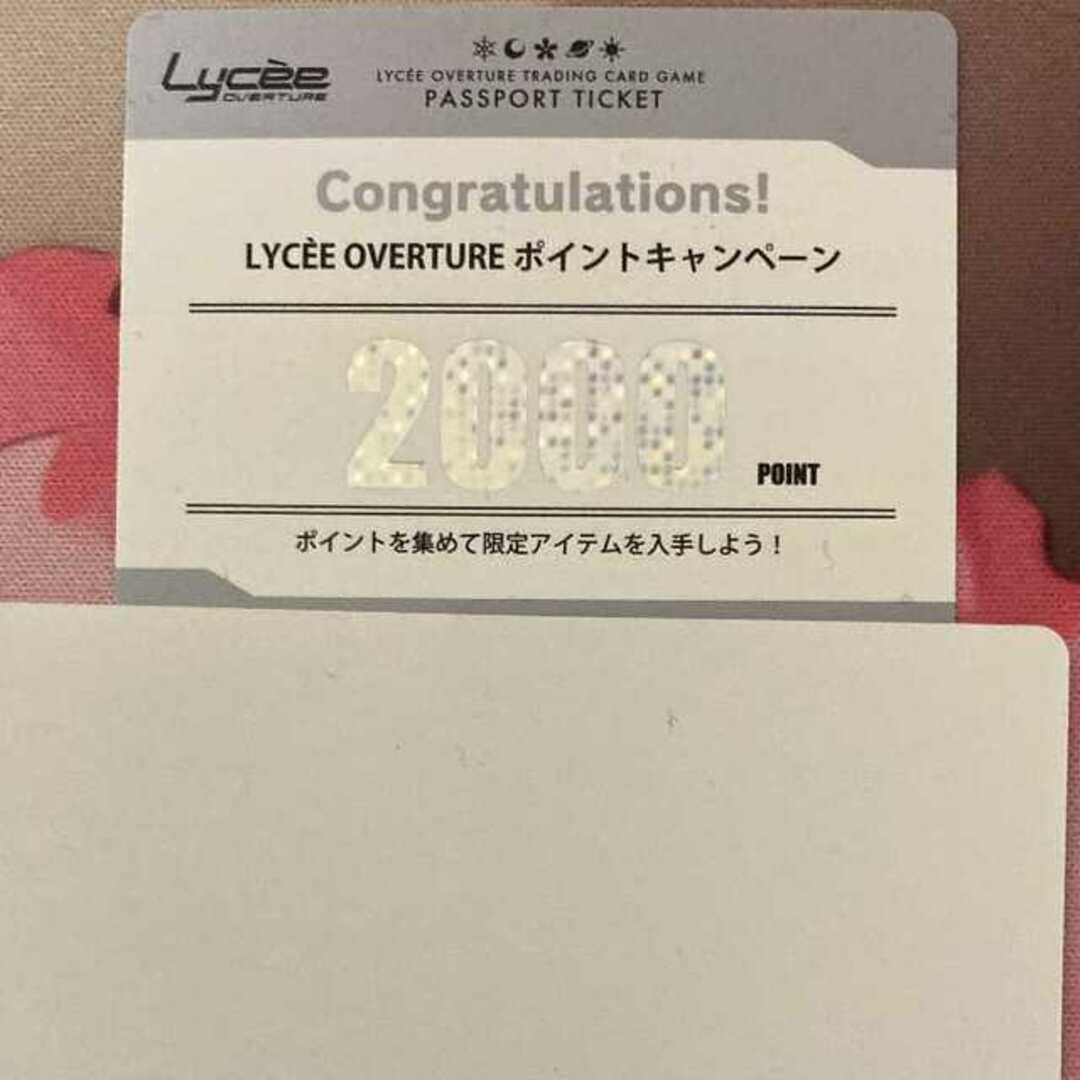 Lycèe
OVERTURE
LYCÉE OVERTURE TRADING CARD GAME
PASSPORT TICKET
Congratulations!
LYCÈE OVERTURE ポイントキャンペーン
2000
POINT
ポイントを集めて限定アイテムを入手しよう！